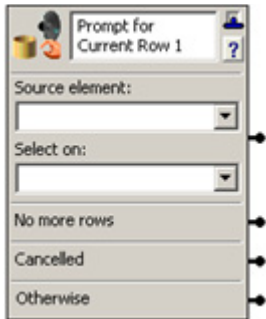 Prompt for
Current Row 1
?
Source element:
Select on:
No more rows
Cancelled
Otherwise